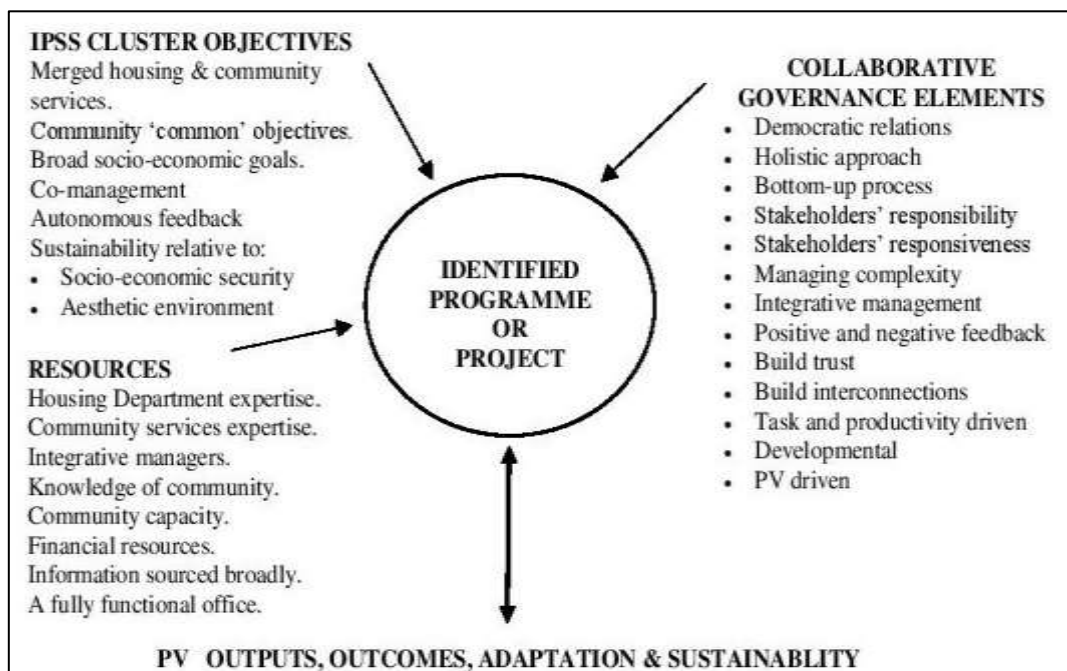 IPSS CLUSTER OBJECTIVES
Merged housing & community
services.
Community ‘common’ objectives.
Broad socio-economic goals.
Co-management
Autonomous feedback
Sustainability relative to:
• Socio-economic security
• Aesthetic environment
RESOURCES
Housing Department expertise.
Community services expertise.
Integrative managers.
Knowledge of community.
Community capacity.
Financial resources.
Information sourced broadly.
A fully functional office.
IDENTIFIED
PROGRAMME
OR
PROJECT
COLLABORATIVE
GOVERNANCE ELEMENTS
• Democratic relations
• Holistic approach
• Bottom-up process
• Stakeholders’ responsibility
• Stakeholders’ responsiveness
• Managing complexity
• Integrative management
• Positive and negative feedback
• Build trust
• Build interconnections
• Task and productivity driven
• Developmental
• PV driven
PV OUTPUTS, OUTCOMES, ADAPTATION & SUSTAINABLITY